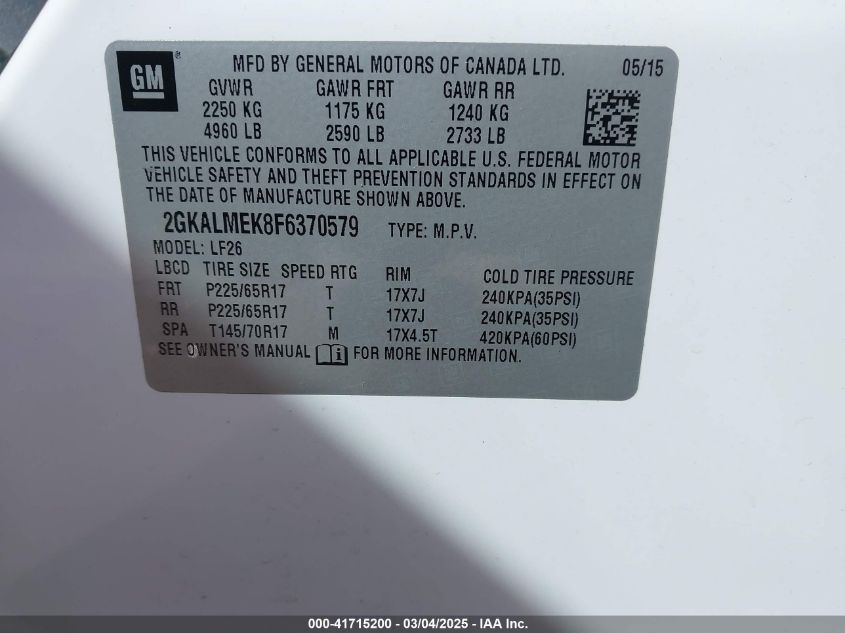 GM
MFD BY GENERAL MOTORS OF CANADA LTD. 05/15
GVWR GAWR FRT GAWR RR
2250 KG 1175 KG 1240 KG
4960 LB 2590 LB 2733 LB
THIS VEHICLE CONFORMS TO ALL APPLICABLE U.S. FEDERAL MOTOR
VEHICLE SAFETY AND THEFT PREVENTION STANDARDS IN EFFECT ON
THE DATE OF MANUFACTURE SHOWN ABOVE.
2GKALMEK8F6370579 TYPE: M.P.V.
MODEL: LF26
LBCD TIRE SIZE SPEED RTG RIM COLD TIRE PRESSURE
FRT P225/65R17 T 17X7J 240KPA(35PSI)
RR P225/65R17 T 17X7J 240KPA(35PSI)
SPA T145/70R17 M 17X4.5T 420KPA(60PSI)
SEE OWNER'S MANUAL i FOR MORE INFORMATION.
000-41715200 - 03/04/2025 - IAA Inc.